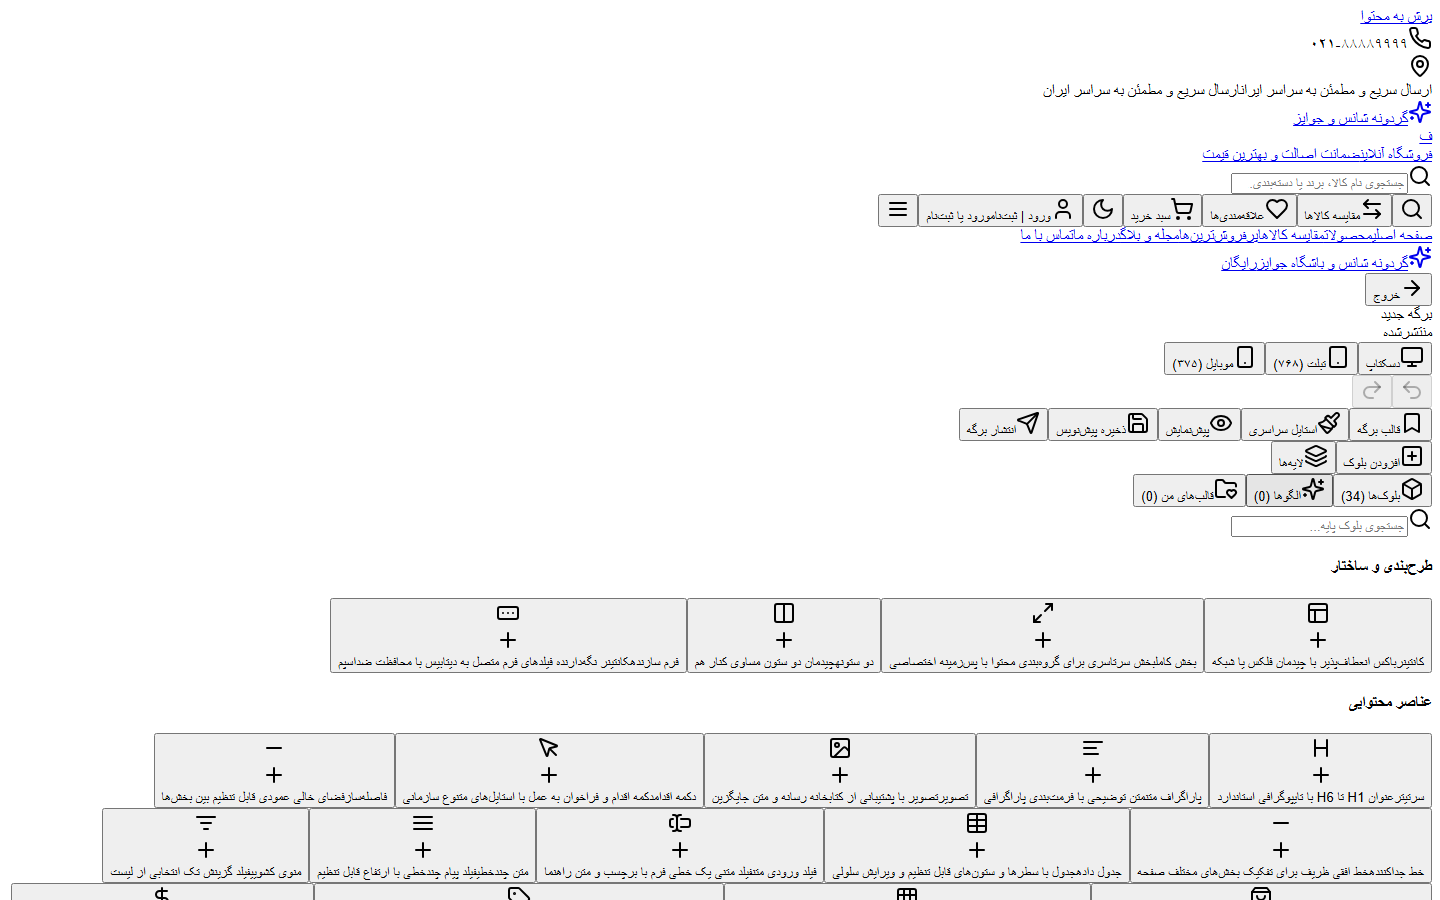 پرش به محتوا
۰۲۱-۸۸۸۸۹۹۹۹
ارسال سریع و مطمئن به سراسر ایرانارسال سریع و مطمئن به سراسر ایران
گردونه شانس و جوایز
ف
فروشگاه آنلاینضمانت اصالت و بهترین قیمت
جستجوی نام کالا، برند یا دسته‌بندی.
مقایسه کالاها علاقه‌مندی‌ها سبد خرید ورود | ثبت‌نامورود یا ثبت‌نام
صفحه اصلیمحصولاتمقایسه کالاهاپرفروش‌ترین‌هامجله و بلاگدرباره ماتماس با ما
گردونه شانس و باشگاه جوایزرایگان
خروج
برگه جدید
منتشرشده
دسکتاپ تبلت (۷۶۸) موبایل (۳۷۵)
قالب برگه استایل سراسری پیش‌نمایش ذخیره پیش‌نویس انتشار برگه
افزودن بلوک لایه‌ها
بلوک‌ها (34) الگوها (0) قالب‌های من (0)
جستجوی بلوک پایه...
طرح‌بندی و ساختار
کانتینرباکس انعطاف‌پذیر با چیدمان فلکس یا شبکه بخش کاملبخش سرتاسری برای گروه‌بندی محتوا با پس‌زمینه اختصاصی دو ستونهچیدمان دو ستون مساوی کنار هم فرم سازندهکانتینر نگه‌دارنده فیلدهای فرم متصل به دیتابیس با محافظت ضداسپم
عناصر محتوایی
سرتیترعنوان H1 تا H6 با تایپوگرافی استاندارد پاراگراف متنمتن توضیحی با فرمت‌بندی پاراگرافی تصویرتصویر با پشتیبانی از کتابخانه رسانه و متن جایگزین دکمه اقدامدکمه اقدام و فراخوان به عمل با استایل‌های متنوع سازمانی فاصله‌سازفضای خالی عمودی قابل تنظیم بین بخش‌ها
خط جداکنندهخط افقی ظریف برای تفکیک بخش‌های مختلف صفحه جدول دادهجدول با سطرها و ستون‌های قابل تنظیم و ویرایش سلولی فیلد ورودی متنفیلد متنی یک خطی فرم با برچسب و متن راهنما متن چندخطیفیلد پیام چندخطی با ارتفاع قابل تنظیم منوی کشوییفیلد گزینش تک انتخابی از لیست